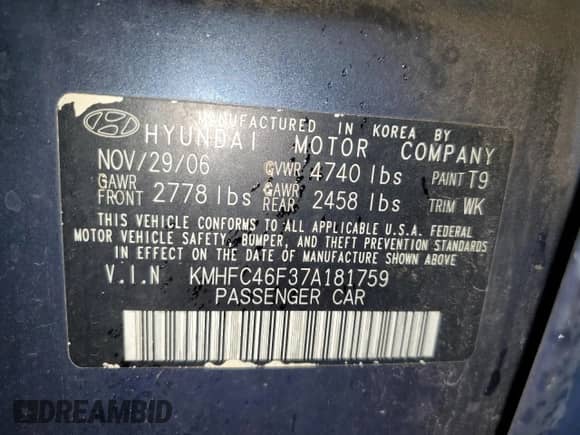 MANUFACTURED IN KOREA BY
HYUNDAI MOTOR COMPANY
NOV/29/06 GVWR 4740 lbs PAINT T9
GAWR FRONT 2778 lbs GAWR REAR 2458 lbs TRIM WK
THIS VEHICLE CONFORMS TO ALL APPLICABLE U.S.A. FEDERAL
MOTOR VEHICLE SAFETY, BUMPER, AND THEFT PREVENTION STANDARDS
IN EFFECT ON THE DATE OF MANUFACTURE SHOWN ABOVE.
V.I.N KMHFC46F37A181759
PASSENGER CAR
DREAMBID